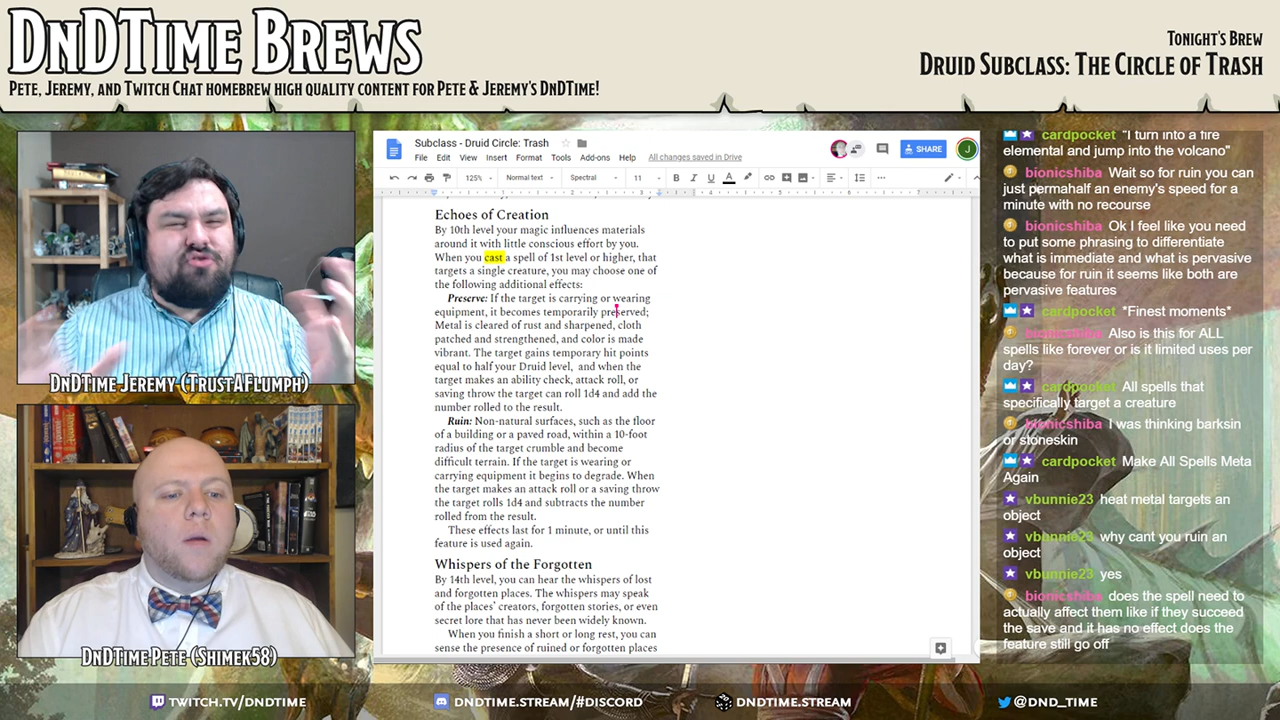 DnDTime Brews
Pete, Jeremy, and Twitch Chat homebrew high quality content for Pete & Jeremy's DnDTime!
Tonight's Brew
Druid Subclass: The Circle of Trash
DnDTime Jeremy (TrustAFlumph)
DnDTime Pete (Shimek58)
Subclass - Druid Circle: Trash
File Edit View Insert Format Tools Add-ons Help All changes saved in Drive
SHARE
J
125% Normal text Spectral 11 B I U A
Echoes of Creation
By 10th level your magic influences materials
around it with little conscious effort by you.
When you cast a spell of 1st level or higher, that
targets a single creature, you may choose one of
the following additional effects:
Preserve: If the target is carrying or wearing
equipment, it becomes temporarily preserved;
Metal is cleared of rust and sharpened, cloth
patched and strengthened, and color is made
vibrant. The target gains temporary hit points
equal to half your Druid level, and when the
target makes an ability check, attack roll, or
saving throw the target can roll 1d4 and add the
number rolled to the result.
Ruin: Non-natural surfaces, such as the floor
of a building or a paved road, within a 10-foot
radius of the target crumble and become
difficult terrain. If the target is wearing or
carrying equipment it begins to degrade. When
the target makes an attack roll or a saving throw
the target rolls 1d4 and subtracts the number
rolled from the result.
These effects last for 1 minute, or until this
feature is used again.
Whispers of the Forgotten
By 14th level, you can hear the whispers of lost
and forgotten places. The whispers may speak
of the places' creators, forgotten stories, or even
secret lore that has never been widely known.
When you finish a short or long rest, you can
sense the presence of ruined or forgotten places
cardpocket "I turn into a fire
elemental and jump into the volcano"
bionicshiba Wait so for ruin you can
just permahalf an enemy's speed for a
minute with no recourse
bionicshiba Ok I feel like you need
to put some phrasing to differentiate
what is immediate and what is pervasive
because for ruin it seems like both are
pervasive features
cardpocket *Finest moments*
bionicshiba Also is this for ALL
spells like forever or is it limited uses per
day?
cardpocket All spells that
specifically target a creature
bionicshiba I was thinking barksin
or stoneskin
cardpocket Make All Spells Meta
Again
vbunnie23 heat metal targets an
object
vbunnie23 why cant you ruin an
object
vbunnie23 yes
bionicshiba does the spell need to
actually affect them like if they succeed
the save and it has no effect does the
feature still go off
twitch.tv/dndtime
dndtime.stream/#discord
dndtime.stream
@dnd_time